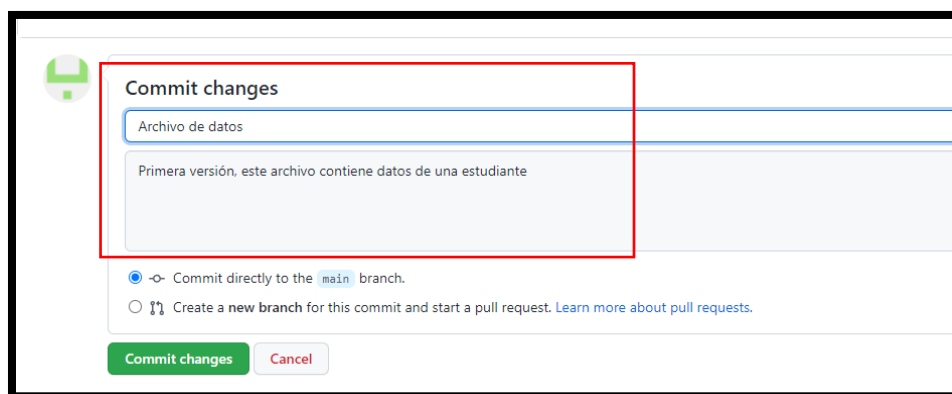 Commit changes
Archivo de datos
Primera versión, este archivo contiene datos de una estudiante
Commit directly to the main branch.
Create a new branch for this commit and start a pull request. Learn more about pull requests.
Commit changes Cancel